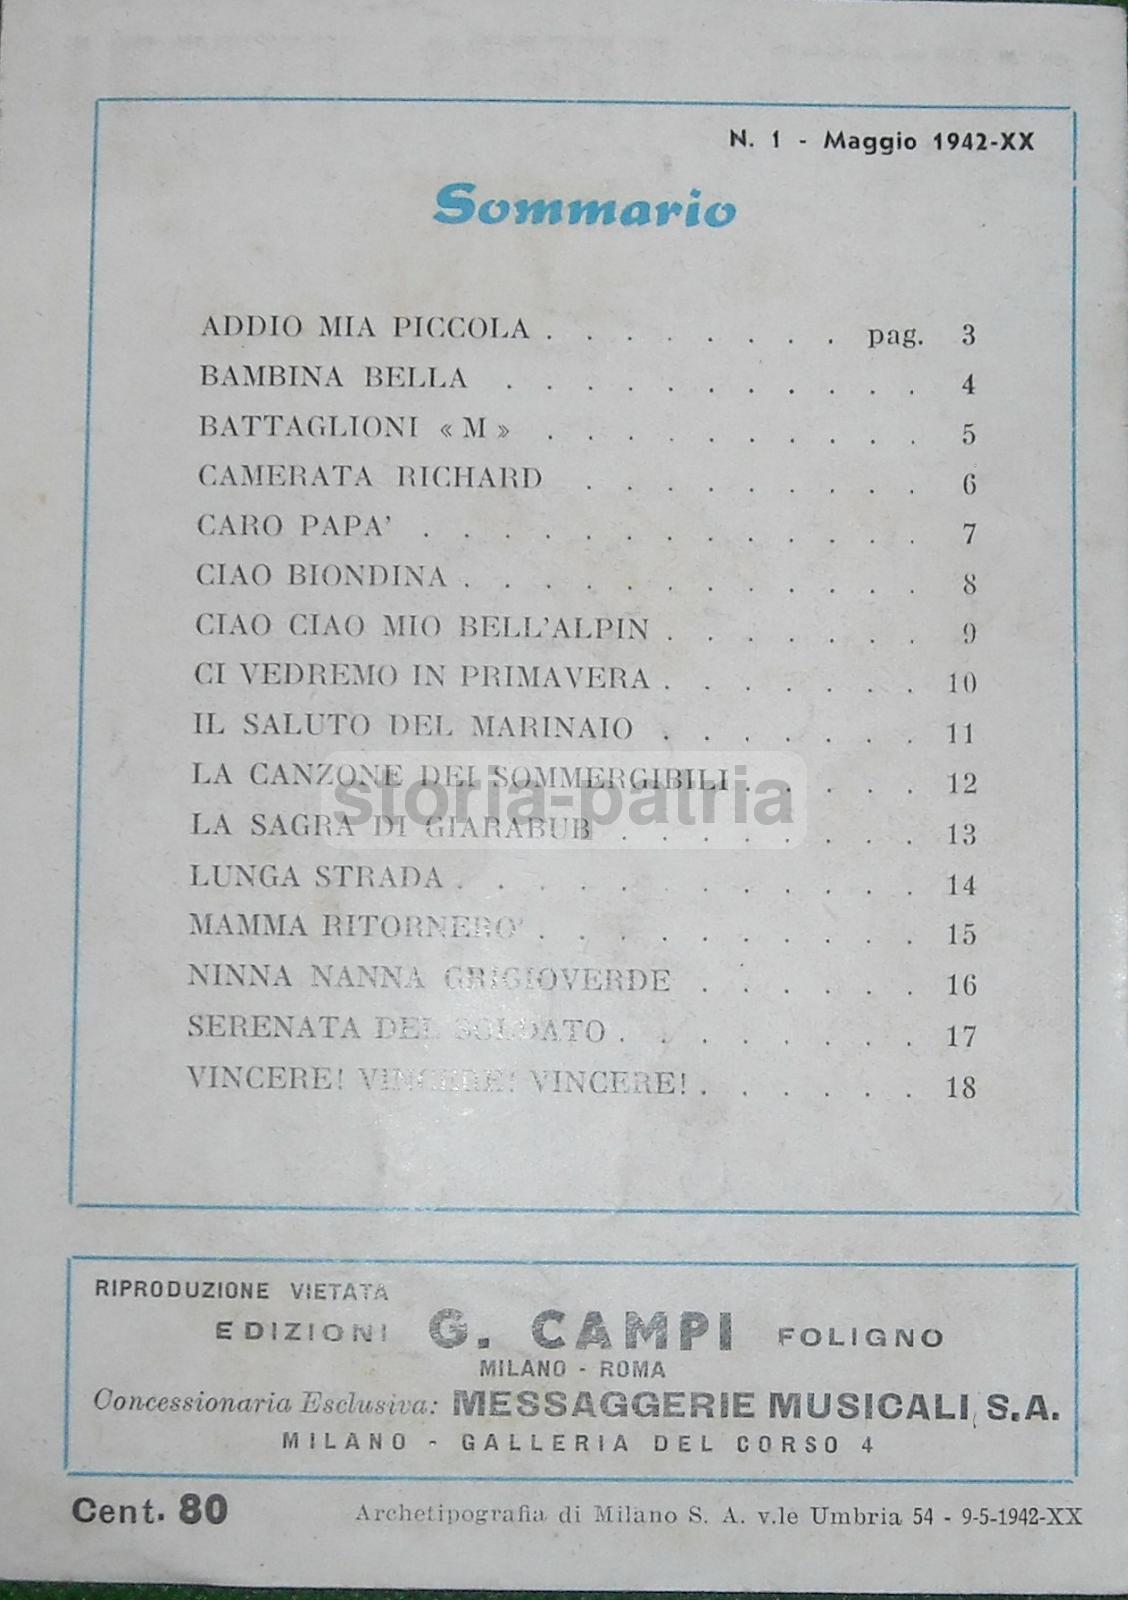 N. 1 - Maggio 1942-XX
Sommario
ADDIO MIA PICCOLA . . . . . . . . pag. 3
BAMBINA BELLA . . . . . . . . . . . 4
BATTAGLIONI « M » . . . . . . . . . . 5
CAMERATA RICHARD . . . . . . . . . 6
CARO PAPA' . . . . . . . . . . . . . 7
CIAO BIONDINA . . . . . . . . . . . . 8
CIAO CIAO MIO BELL'ALPIN . . . . . . . 9
CI VEDREMO IN PRIMAVERA . . . . . . . 10
IL SALUTO DEL MARINAIO . . . . . . . 11
LA CANZONE DEI SOMMERGIBILI . . . . . 12
storia-patria
LA SAGRA DI GIARABUB . . . . . . . . 13
LUNGA STRADA . . . . . . . . . . . . 14
MAMMA RITORNERO' . . . . . . . . . . 15
NINNA NANNA GRIGIOVERDE . . . . . . 16
SERENATA DEL SOLDATO . . . . . . . . 17
VINCERE! VINCERE! VINCERE! . . . . . . 18
RIPRODUZIONE VIETATA
EDIZIONI G. CAMPI FOLIGNO
MILANO - ROMA
Concessionaria Esclusiva: MESSAGGERIE MUSICALI, S.A.
MILANO - GALLERIA DEL CORSO 4
Cent. 80 Archetipografia di Milano S. A. v.le Umbria 54 - 9-5-1942-XX